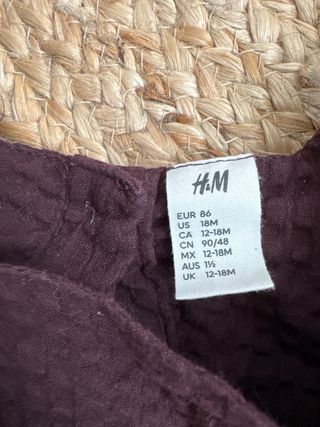 H&M
EUR 86
US 18M
CA 12-18M
CN 90/48
MX 12-18M
AUS 1½
UK 12-18M